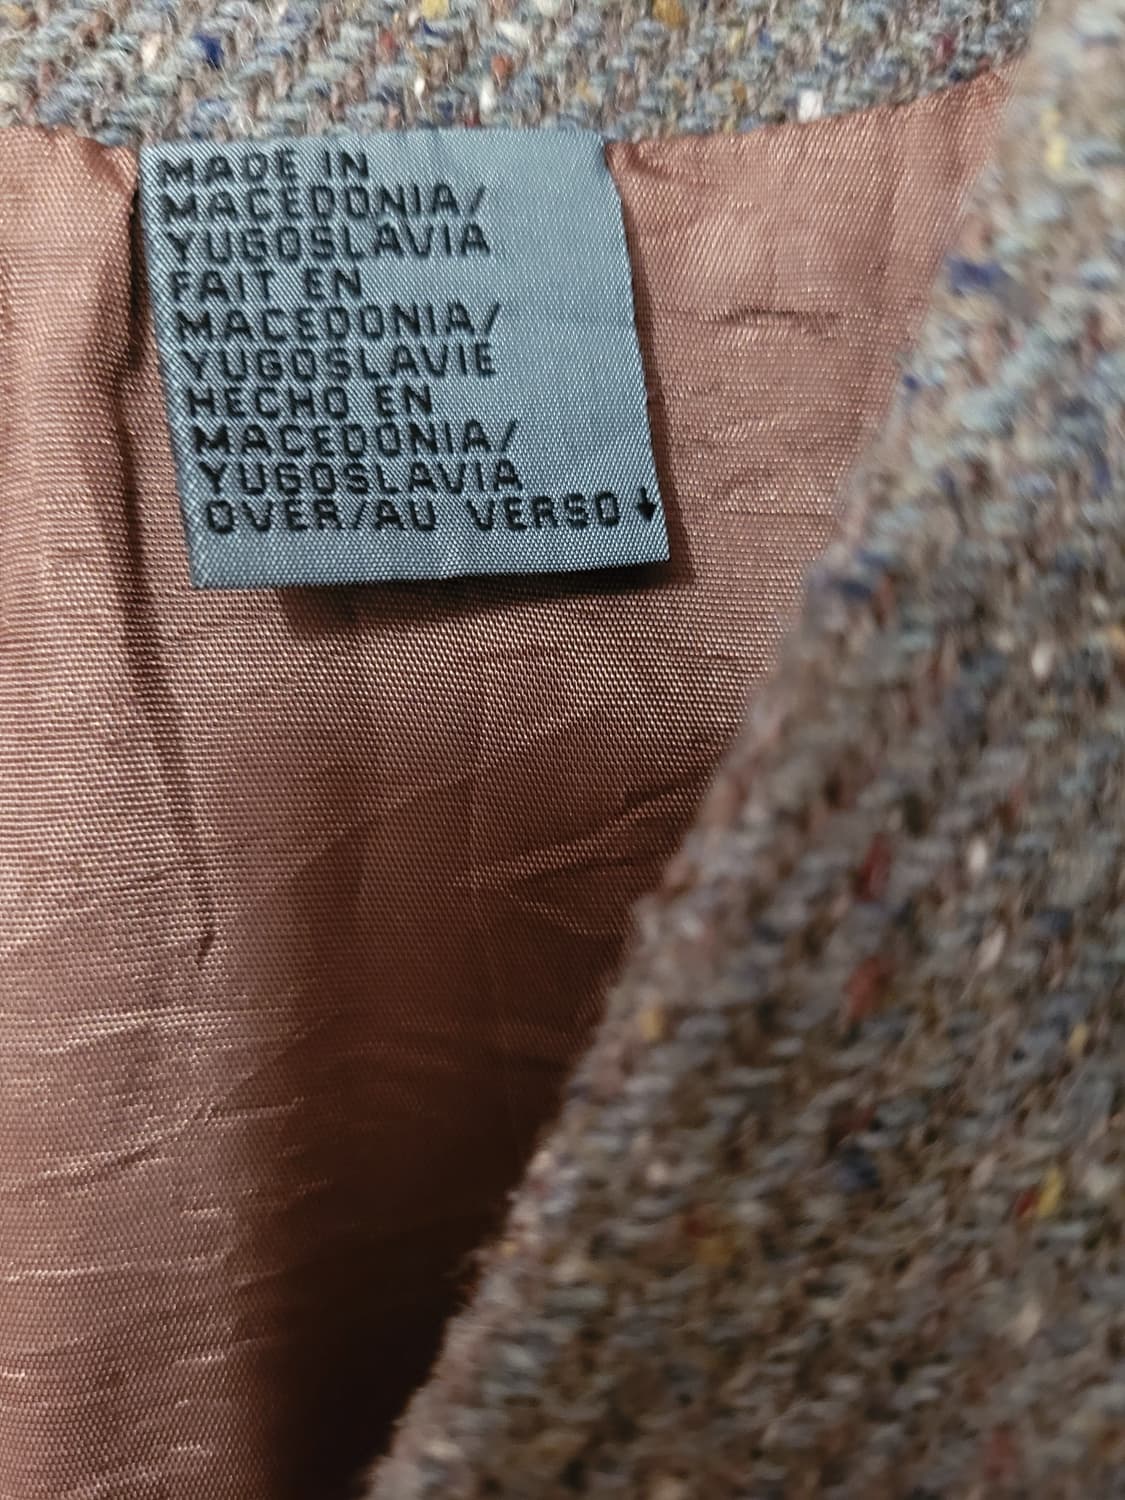 MADE IN
MACEDONIA/
YUGOSLAVIA
FAIT EN
MACEDONIA/
YUGOSLAVIE
HECHO EN
MACEDONIA/
YUGOSLAVIA
OVER/AU VERSO↓